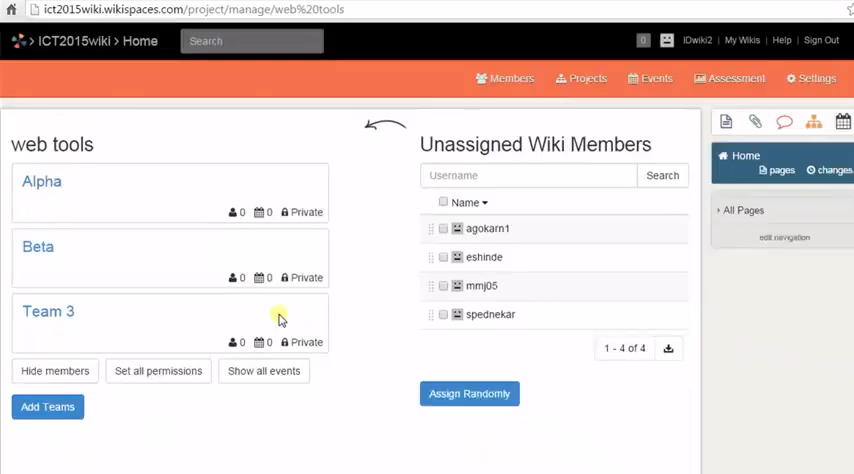 ict2015wiki.wikispaces.com/project/manage/web%20tools
> ICT2015wiki > Home
Search
0
IDwiki2 | My Wikis | Help | Sign Out
Members
Projects
Events
Assessment
Settings
web tools
Alpha
0
0
Private
Beta
0
0
Private
Team 3
0
0
Private
Hide members
Set all permissions
Show all events
Add Teams
Unassigned Wiki Members
Username
Search
Name
agokarn1
eshinde
mmj05
spednekar
1 - 4 of 4
Assign Randomly
Home
pages
changes
All Pages
edit navigation